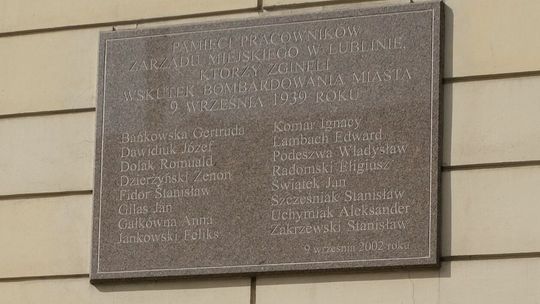 PAMIĘCI PRACOWNIKÓW
ZARZĄDU MIEJSKIEGO W LUBLINIE,
KTÓRZY ZGINĘLI
WSKUTEK BOMBARDOWANIA MIASTA
9 WRZEŚNIA 1939 ROKU
Bańkowska Gertruda
Dawidiuk Józef
Dolak Romuald
Dzierżyński Zenon
Fidor Stanisław
Gilas Jan
Gałkówna Anna
Jankowski Feliks
Komar Ignacy
Lambach Edward
Podeszwa Władysław
Radomski Eligiusz
Świątek Jan
Szcześniak Stanisław
Uchymiak Aleksander
Zakrzewski Stanisław
9 września 2002 roku